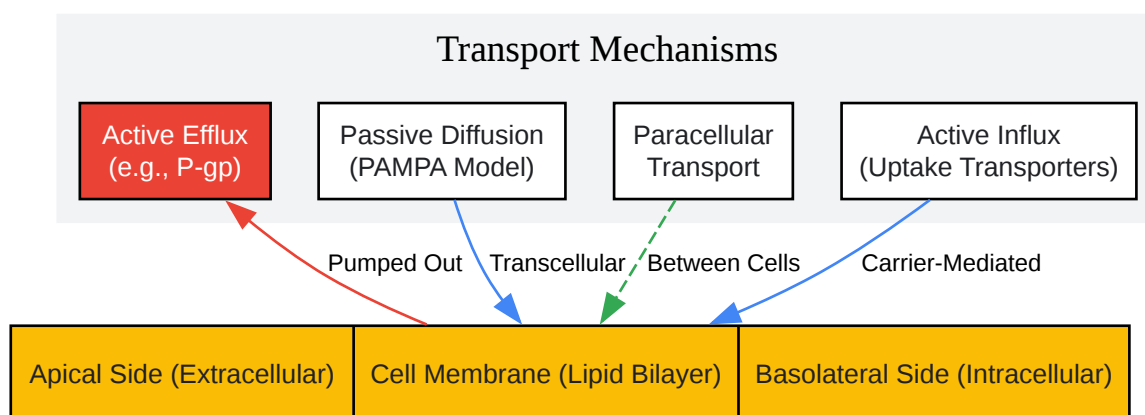 Transport Mechanisms
Active Efflux
(e.g., P-gp)
Passive Diffusion
(PAMPA Model)
Paracellular
Transport
Active Influx
(Uptake Transporters)
Pumped Out
Transcellular
Between Cells
Carrier-Mediated
Apical Side (Extracellular)
Cell Membrane (Lipid Bilayer)
Basolateral Side (Intracellular)